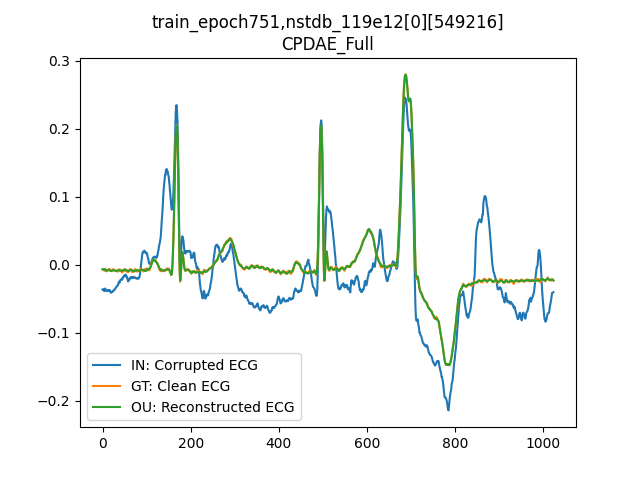 train_epoch751,nstdb_119e12[0][549216]
CPDAE_Full
0.3
0.2
0.1
0.0
−0.1
−0.2
IN: Corrupted ECG
GT: Clean ECG
OU: Reconstructed ECG
0 200 400 600 800 1000